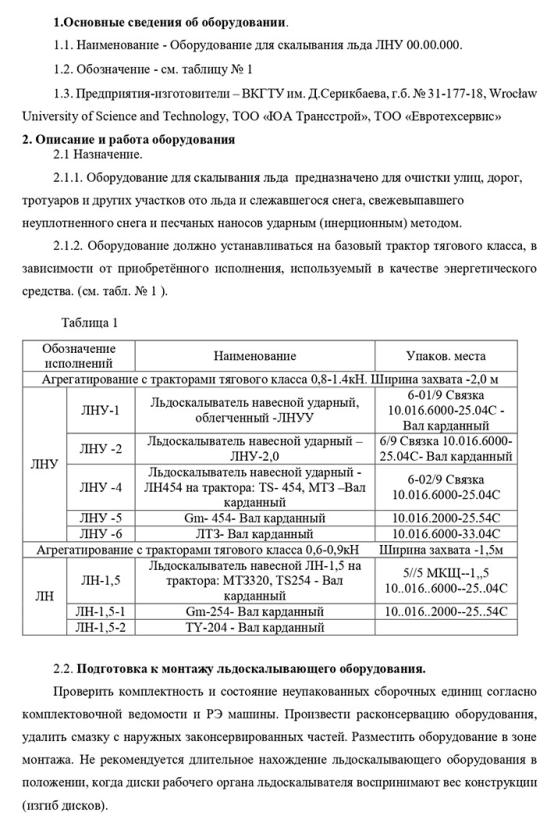 1.Основные сведения об оборудовании.
1.1. Наименование - Оборудование для скалывания льда ЛНУ 00.00.000.
1.2. Обозначение - см. таблицу № 1
1.3. Предприятия-изготовители – ВКГТУ им. Д.Серикбаева, г.б. № 31-177-18, Wrocław
University of Science and Technology, ТОО «ЮА Трансстрой», ТОО «Евротехсервис»
2. Описание и работа оборудования
2.1 Назначение.
2.1.1. Оборудование для скалывания льда предназначено для очистки улиц, дорог,
тротуаров и других участков ото льда и слежавшегося снега, свежевыпавшего
неуплотненного снега и песчаных наносов ударным (инерционным) методом.
2.1.2. Оборудование должно устанавливаться на базовый трактор тягового класса, в
зависимости от приобретённого исполнения, используемый в качестве энергетического
средства. (см. табл. № 1 ).
Таблица 1
Обозначение
исполнений
Наименование
Упаков. места
Агрегатирование с тракторами тягового класса 0,8-1.4кН. Ширина захвата -2,0 м
ЛНУ
ЛНУ-1
Льдоскалыватель навесной ударный,
облегченный -ЛНУУ
6-01/9 Связка
10.016.6000-25.04С -
Вал карданный
ЛНУ -2
Льдоскалыватель навесной ударный –
ЛНУ-2,0
6/9 Связка 10.016.6000-
25.04С- Вал карданный
ЛНУ -4
Льдоскалыватель навесной ударный -
ЛН454 на трактора: TS- 454, МТЗ –Вал
карданный
6-02/9 Связка
10.016.6000-25.04С
ЛНУ -5
Gm- 454- Вал карданный
10.016.2000-25.54С
ЛНУ -6
ЛТЗ- Вал карданный
10.016.6000-33.04С
Агрегатирование с тракторами тягового класса 0,6-0,9кН Ширина захвата -1,5м
ЛН
ЛН-1,5
Льдоскалыватель навесной ЛН-1,5 на
трактора: МТЗ320, TS254 - Вал
карданный
5//5 МКЩ--1,,5
10..016..6000--25..04С
ЛН-1,5-1
Gm-254- Вал карданный
10..016..2000--25..54С
ЛН-1,5-2
TY-204 - Вал карданный
2.2. Подготовка к монтажу льдоскалывающего оборудования.
Проверить комплектность и состояние неупакованных сборочных единиц согласно
комплектовочной ведомости и РЭ машины. Произвести расконсервацию оборудования,
удалить смазку с наружных законсервированных частей. Разместить оборудование в зоне
монтажа. Не рекомендуется длительное нахождение льдоскалывающего оборудования в
положении, когда диски рабочего органа льдоскалывателя воспринимают вес конструкции
(изгиб дисков).